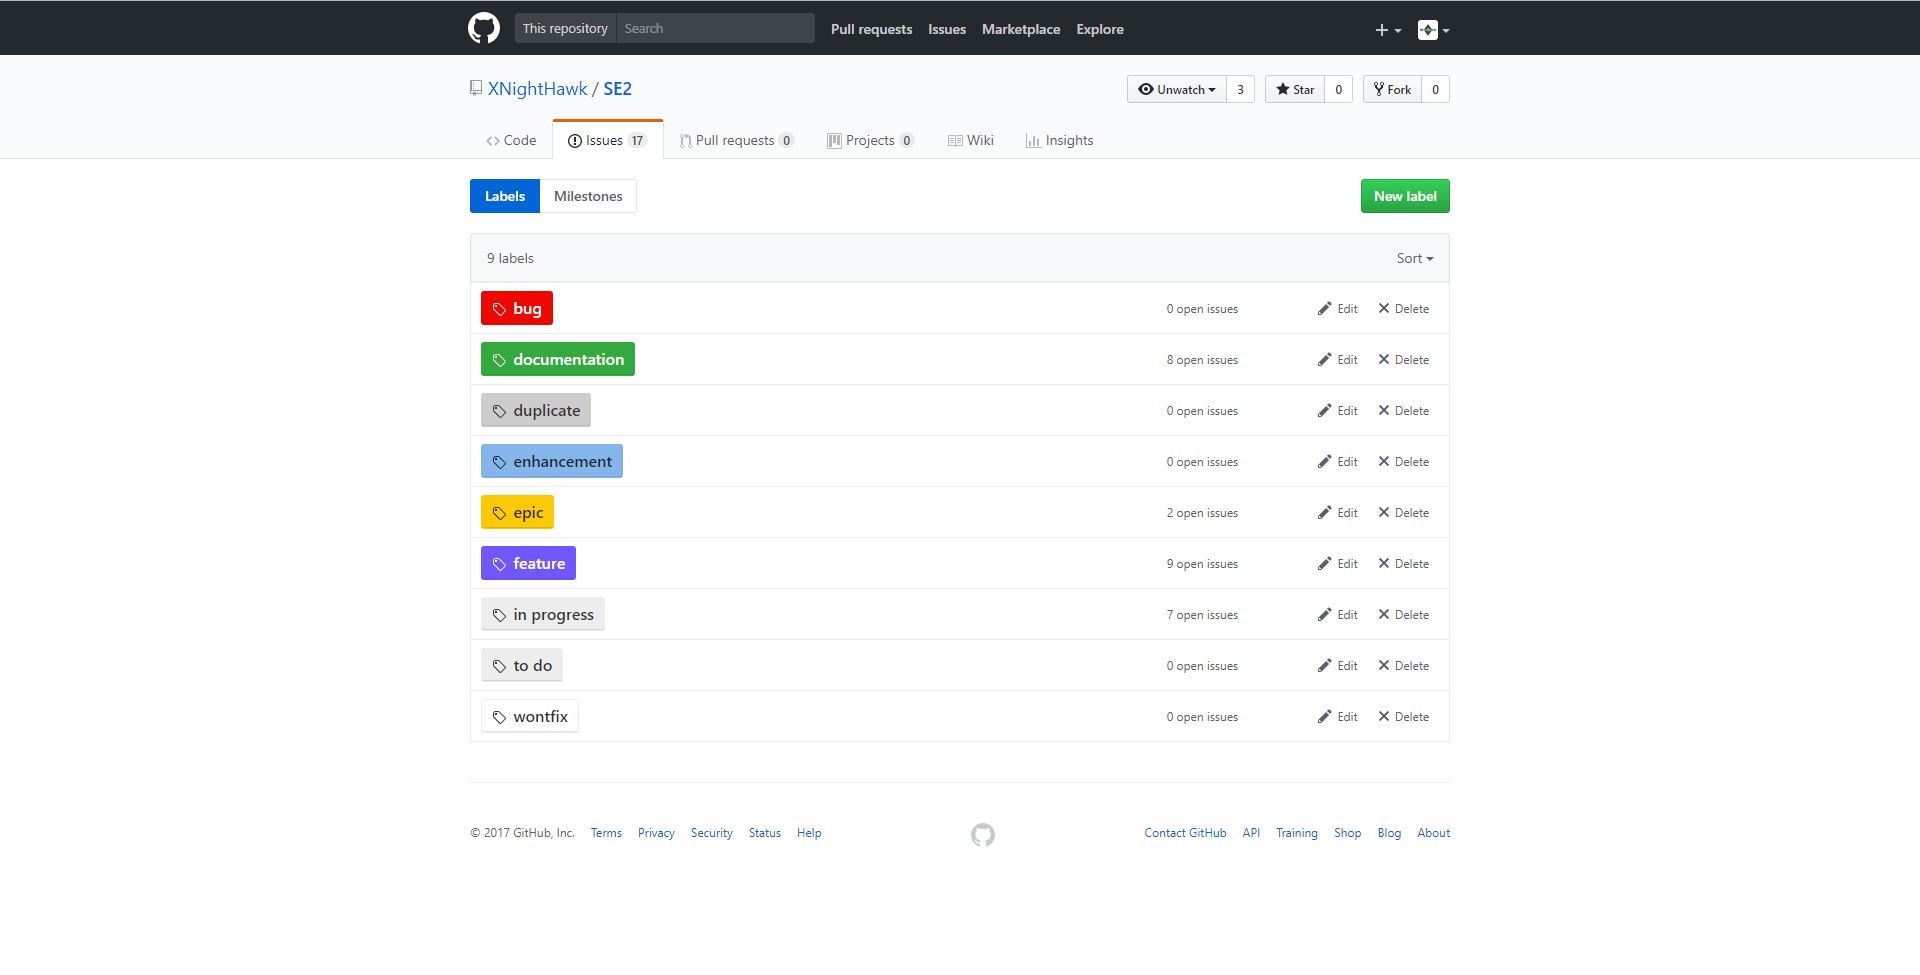 This repository Search Pull requests Issues Marketplace Explore
XNightHawk / SE2 Unwatch 3 Star 0 Fork 0
Code Issues 17 Pull requests 0 Projects 0 Wiki Insights
Labels Milestones New label
9 labels Sort
bug 0 open issues Edit Delete
documentation 8 open issues Edit Delete
duplicate 0 open issues Edit Delete
enhancement 0 open issues Edit Delete
epic 2 open issues Edit Delete
feature 9 open issues Edit Delete
in progress 7 open issues Edit Delete
to do 0 open issues Edit Delete
wontfix 0 open issues Edit Delete
© 2017 GitHub, Inc. Terms Privacy Security Status Help Contact GitHub API Training Shop Blog About